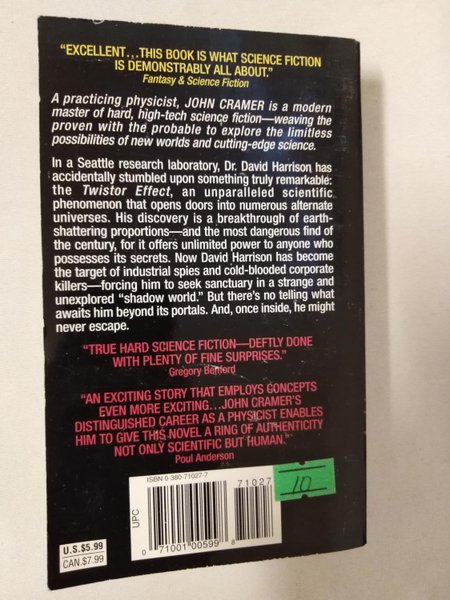 "EXCELLENT...THIS BOOK IS WHAT SCIENCE FICTION
IS DEMONSTRABLY ALL ABOUT."
Fantasy & Science Fiction
A practicing physicist, JOHN CRAMER is a modern
master of hard, high-tech science fiction—weaving the
proven with the probable to explore the limitless
possibilities of new worlds and cutting-edge science.
In a Seattle research laboratory, Dr. David Harrison has
accidentally stumbled upon something truly remarkable:
the Twistor Effect, an unparalleled scientific
phenomenon that opens doors into numerous alternate
universes. His discovery is a breakthrough of earth-
shattering proportions—and the most dangerous find of
the century, for it offers unlimited power to anyone who
possesses its secrets. Now David Harrison has become
the target of industrial spies and cold-blooded corporate
killers—forcing him to seek sanctuary in a strange and
unexplored "shadow world." But there's no telling what
awaits him beyond its portals. And, once inside, he might
never escape.
"TRUE HARD SCIENCE FICTION—DEFTLY DONE
WITH PLENTY OF FINE SURPRISES."
Gregory Benford
"AN EXCITING STORY THAT EMPLOYS CONCEPTS
EVEN MORE EXCITING...JOHN CRAMER'S
DISTINGUISHED CAREER AS A PHYSICIST ENABLES
HIM TO GIVE THIS NOVEL A RING OF AUTHENTICITY
NOT ONLY SCIENTIFIC BUT HUMAN."
Poul Anderson
ISBN 0-380-71027-7
71027
10
UPC
0 71001 00599 8
U.S.$5.99
CAN.$7.99